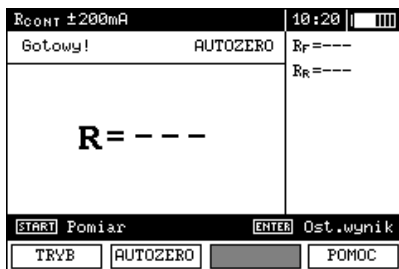 RCONT ±200mA 10:20
Gotowy! AUTOZERO RF=---
RR=---
R=---
START Pomiar ENTER Ost.wynik
TRYB AUTOZERO POMOC